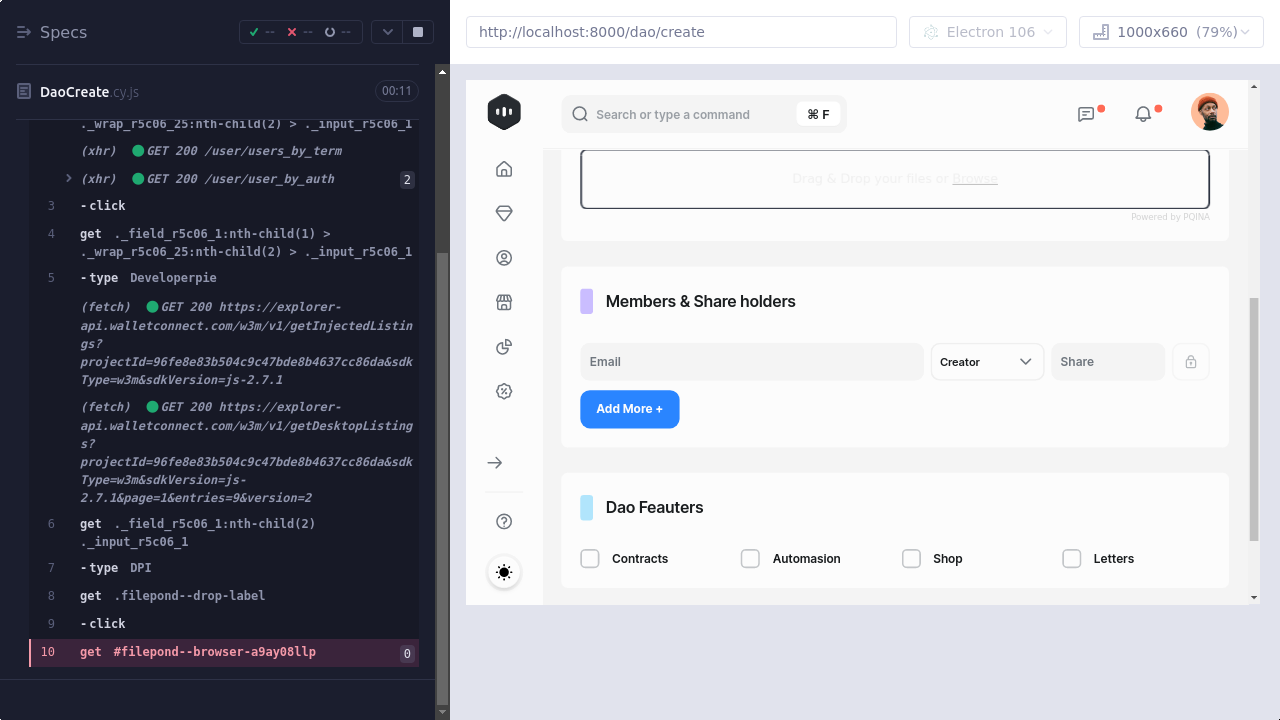 Specs
--
--
--
DaoCreate.cy.js
00:11
._wrap_r5c06_25:nth-child(2) > ._input_r5c06_1
(xhr) GET 200 /user/users_by_term
(xhr) GET 200 /user/user_by_auth
2
3 -click
4 get ._field_r5c06_1:nth-child(1) >
._wrap_r5c06_25:nth-child(2) > ._input_r5c06_1
5 -type Developerpie
(fetch) GET 200 https://explorer-
api.walletconnect.com/w3m/v1/getInjectedListin
gs?
projectId=96fe8e83b504c9c47bde8b4637cc86da&sdk
Type=w3m&sdkVersion=js-2.7.1
(fetch) GET 200 https://explorer-
api.walletconnect.com/w3m/v1/getDesktopListing
s?
projectId=96fe8e83b504c9c47bde8b4637cc86da&sdk
Type=w3m&sdkVersion=js-
2.7.1&page=1&entries=9&version=2
6 get ._field_r5c06_1:nth-child(2)
._input_r5c06_1
7 -type DPI
8 get .filepond--drop-label
9 -click
10 get #filepond--browser-a9ay08llp
0
http://localhost:8000/dao/create
Electron 106
1000x660 (79%)
Search or type a command
⌘ F
Drag & Drop your files or Browse
Powered by PQINA
Members & Share holders
Email
Creator
Share
Add More +
Dao Feauters
Contracts
Automasion
Shop
Letters